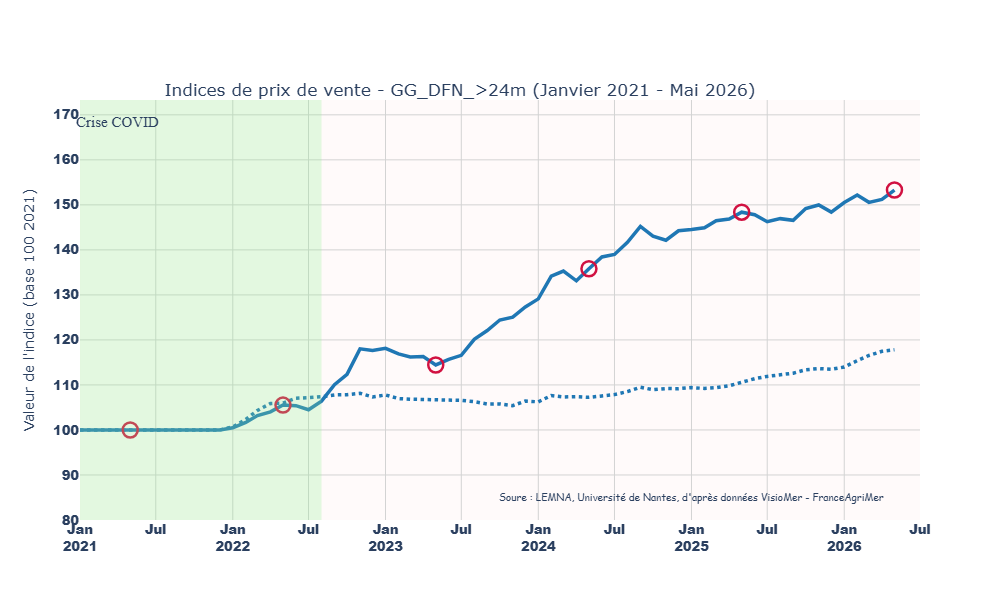 Indices de prix de vente - GG_DFN_>24m (Janvier 2021 - Mai 2026)
Valeur de l'indice (base 100 2021)
170
160
150
140
130
120
110
100
90
80
Crise COVID
Soure : LEMNA, Université de Nantes, d'après données VisioMer - FranceAgriMer
Jan Jul Jan Jul Jan Jul Jan Jul Jan Jul Jan Jul
2021 2022 2023 2024 2025 2026